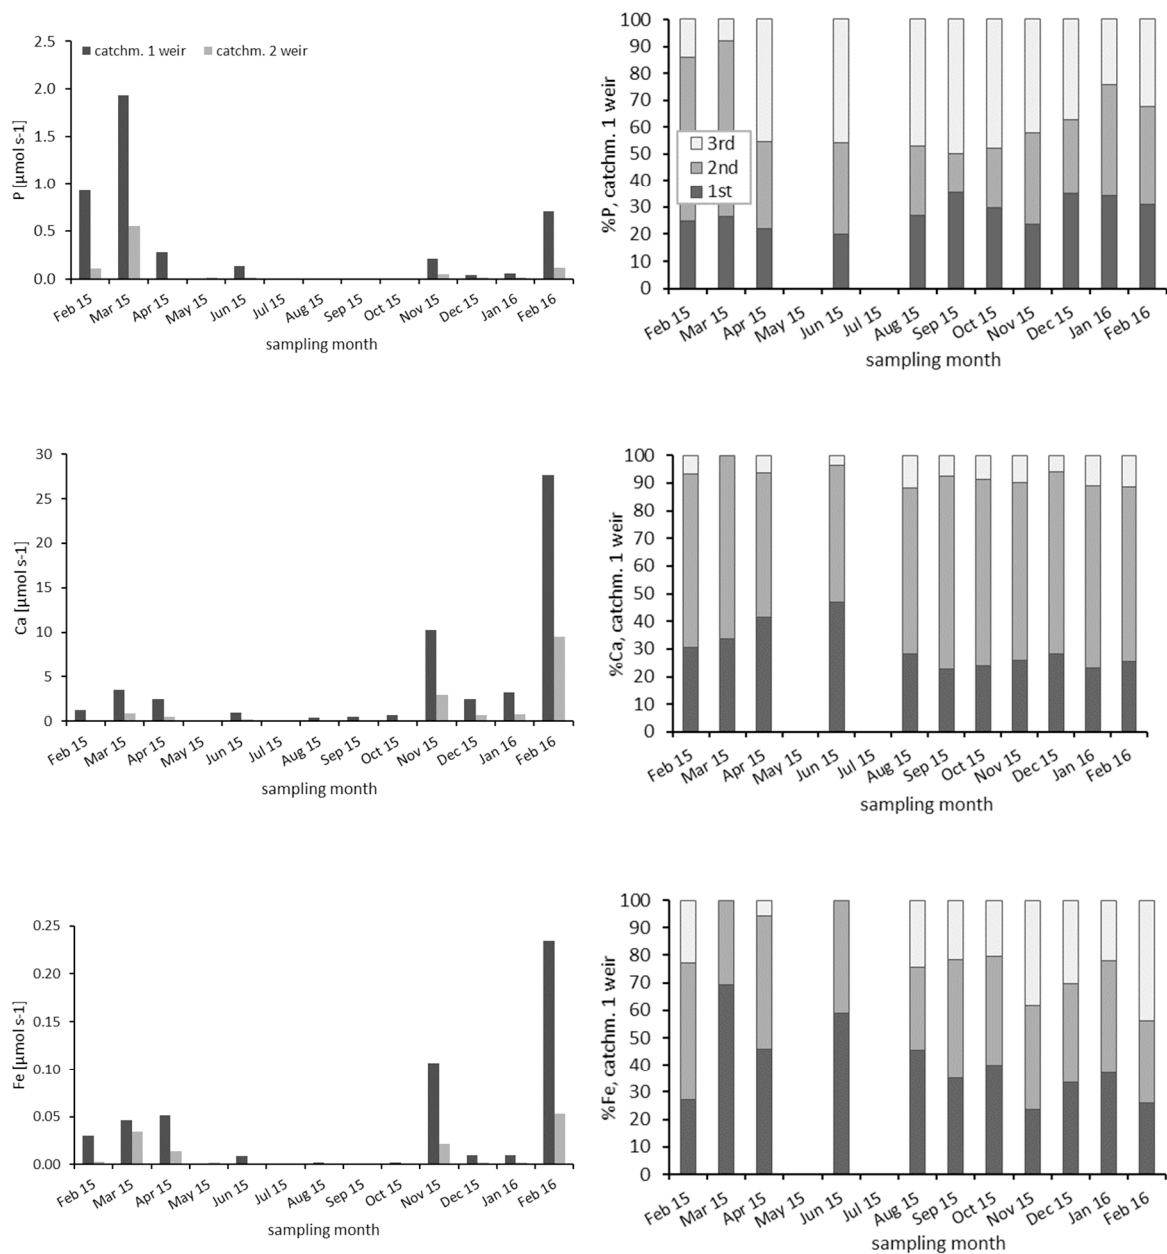 P [µmol s-1]
2.5
2.0
1.5
1.0
0.5
0.0
catchm. 1 weir
catchm. 2 weir
Feb 15
Mar 15
Apr 15
May 15
Jun 15
Jul 15
Aug 15
Sep 15
Oct 15
Nov 15
Dec 15
Jan 16
Feb 16
sampling month
%P, catchm. 1 weir
100
90
80
70
60
50
40
30
20
10
0
3rd
2nd
1st
Feb 15
Mar 15
Apr 15
May 15
Jun 15
Jul 15
Aug 15
Sep 15
Oct 15
Nov 15
Dec 15
Jan 16
Feb 16
sampling month
Ca [µmol s-1]
30
25
20
15
10
5
0
Feb 15
Mar 15
Apr 15
May 15
Jun 15
Jul 15
Aug 15
Sep 15
Oct 15
Nov 15
Dec 15
Jan 16
Feb 16
sampling month
%Ca, catchm. 1 weir
100
90
80
70
60
50
40
30
20
10
0
Feb 15
Mar 15
Apr 15
May 15
Jun 15
Jul 15
Aug 15
Sep 15
Oct 15
Nov 15
Dec 15
Jan 16
Feb 16
sampling month
Fe [µmol s-1]
0.25
0.20
0.15
0.10
0.05
0.00
Feb 15
Mar 15
Apr 15
May 15
Jun 15
Jul 15
Aug 15
Sep 15
Oct 15
Nov 15
Dec 15
Jan 16
Feb 16
sampling month
%Fe, catchm. 1 weir
100
90
80
70
60
50
40
30
20
10
0
Feb 15
Mar 15
Apr 15
May 15
Jun 15
Jul 15
Aug 15
Sep 15
Oct 15
Nov 15
Dec 15
Jan 16
Feb 16
sampling month